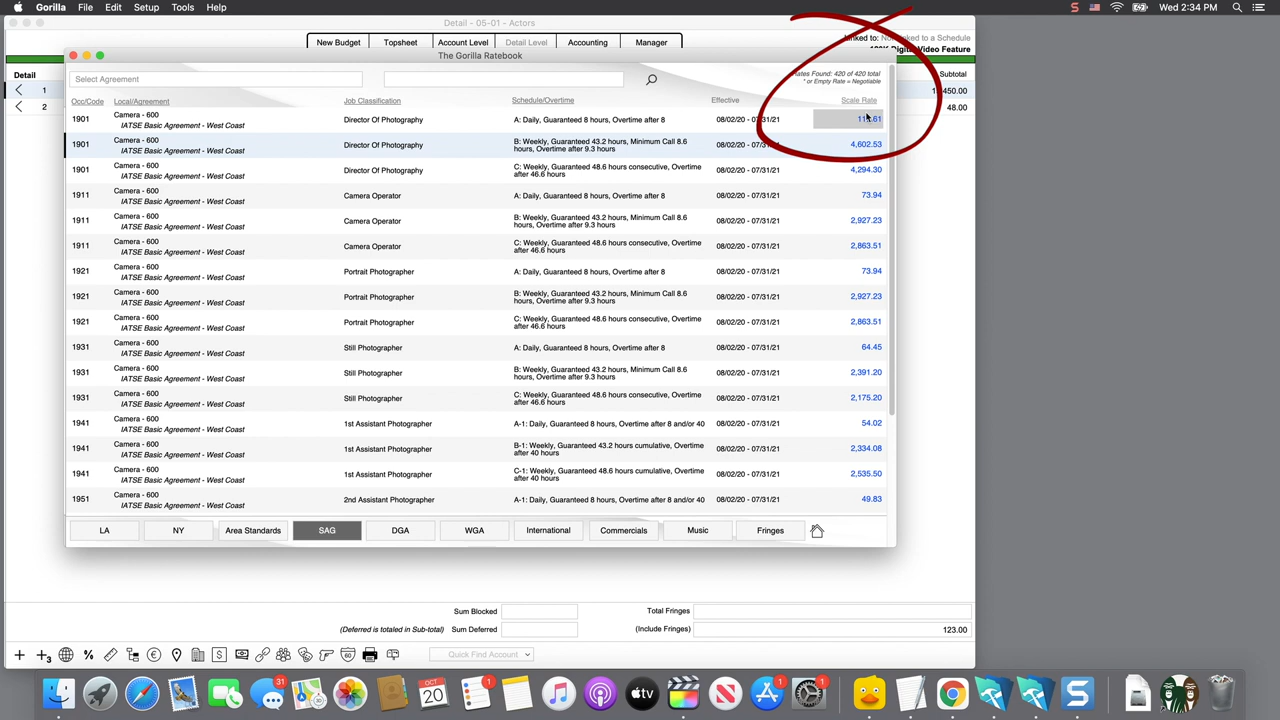 Gorilla File Edit Setup Tools Help
Wed 2:34 PM
Detail - 05-01 - Actors
New Budget Topsheet Account Level Detail Level Accounting Manager
Digital Video Feature
The Gorilla Ratebook
Detail Subtotal
Select Agreement
Rates Found: 420 of 420 total
* or Empty Rate = Negotiable
1
2 48.00
Occ/Code Local/Agreement Job Classification Schedule/Overtime Effective Scale Rate
1901 Camera - 600 IATSE Basic Agreement - West Coast Director Of Photography A: Daily, Guaranteed 8 hours, Overtime after 8 08/02/20 - 07/31/21
1901 Camera - 600 IATSE Basic Agreement - West Coast Director Of Photography B: Weekly, Guaranteed 43.2 hours, Minimum Call 8.6 hours, Overtime after 9.3 hours 08/02/20 - 07/31/21 4,602.53
1901 Camera - 600 IATSE Basic Agreement - West Coast Director Of Photography C: Weekly, Guaranteed 48.6 hours consecutive, Overtime after 46.6 hours 08/02/20 - 07/31/21 4,294.30
1911 Camera - 600 IATSE Basic Agreement - West Coast Camera Operator A: Daily, Guaranteed 8 hours, Overtime after 8 08/02/20 - 07/31/21 73.94
1911 Camera - 600 IATSE Basic Agreement - West Coast Camera Operator B: Weekly, Guaranteed 43.2 hours, Minimum Call 8.6 hours, Overtime after 9.3 hours 08/02/20 - 07/31/21 2,927.23
1911 Camera - 600 IATSE Basic Agreement - West Coast Camera Operator C: Weekly, Guaranteed 48.6 hours consecutive, Overtime after 46.6 hours 08/02/20 - 07/31/21 2,863.51
1921 Camera - 600 IATSE Basic Agreement - West Coast Portrait Photographer A: Daily, Guaranteed 8 hours, Overtime after 8 08/02/20 - 07/31/21 73.94
1921 Camera - 600 IATSE Basic Agreement - West Coast Portrait Photographer B: Weekly, Guaranteed 43.2 hours, Minimum Call 8.6 hours, Overtime after 9.3 hours 08/02/20 - 07/31/21 2,927.23
1921 Camera - 600 IATSE Basic Agreement - West Coast Portrait Photographer C: Weekly, Guaranteed 48.6 hours consecutive, Overtime after 46.6 hours 08/02/20 - 07/31/21 2,863.51
1931 Camera - 600 IATSE Basic Agreement - West Coast Still Photographer A: Daily, Guaranteed 8 hours, Overtime after 8 08/02/20 - 07/31/21 64.45
1931 Camera - 600 IATSE Basic Agreement - West Coast Still Photographer B: Weekly, Guaranteed 43.2 hours, Minimum Call 8.6 hours, Overtime after 9.3 hours 08/02/20 - 07/31/21 2,391.20
1931 Camera - 600 IATSE Basic Agreement - West Coast Still Photographer C: Weekly, Guaranteed 48.6 hours consecutive, Overtime after 46.6 hours 08/02/20 - 07/31/21 2,175.20
1941 Camera - 600 IATSE Basic Agreement - West Coast 1st Assistant Photographer A-1: Daily, Guaranteed 8 hours, Overtime after 8 and/or 40 08/02/20 - 07/31/21 54.02
1941 Camera - 600 IATSE Basic Agreement - West Coast 1st Assistant Photographer B-1: Weekly, Guaranteed 43.2 hours cumulative, Overtime after 40 hours 08/02/20 - 07/31/21 2,334.08
1941 Camera - 600 IATSE Basic Agreement - West Coast 1st Assistant Photographer C-1: Weekly, Guaranteed 48.6 hours cumulative, Overtime after 40 hours 08/02/20 - 07/31/21 2,535.50
1951 Camera - 600 IATSE Basic Agreement - West Coast 2nd Assistant Photographer A-1: Daily, Guaranteed 8 hours, Overtime after 8 and/or 40 08/02/20 - 07/31/21 49.83
LA NY Area Standards SAG DGA WGA International Commercials Music Fringes
Sum Blocked Total Fringes
(Deferred is totaled in Sub-total) Sum Deferred (Include Fringes) 123.00
Quick Find Account
31 OCT 20 1 tv 1 1